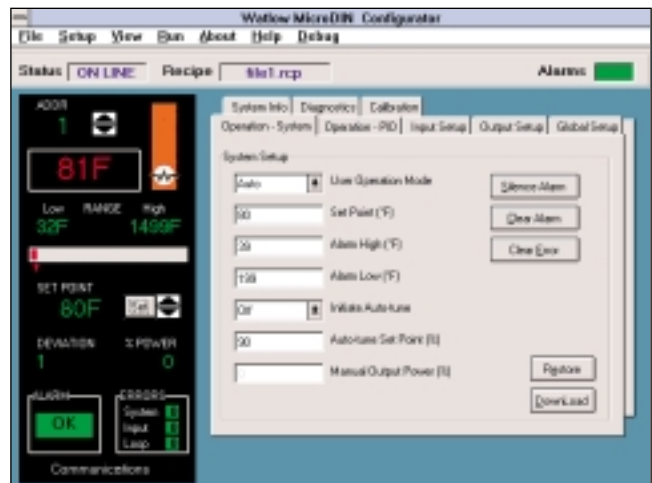 Watlow MicroDIN Configurator
File Setup View Run About Help Debug
Status ON LINE Recipe file1.rcp Alarms
ADDR
1
81F
Low RANGE High
32F 1499F
SET POINT
80F Set
DEVIATION % POWER
1 0
ALARM
OK
ERRORS
System
Input
Loop
Communications
System Info Diagnostics Calibration
Operation - System Operation - PID Input Setup Output Setup Global Setup
System Setup
Auto User Operation Mode
Set Point (°F)
Alarm High (°F)
Alarm Low (°F)
Off Initiate Auto-tune
90 Auto-tune Set Point (%)
Manual Output Power (%)
Silence Alarm
Clear Alarm
Clear Error
Restore
DownLoad